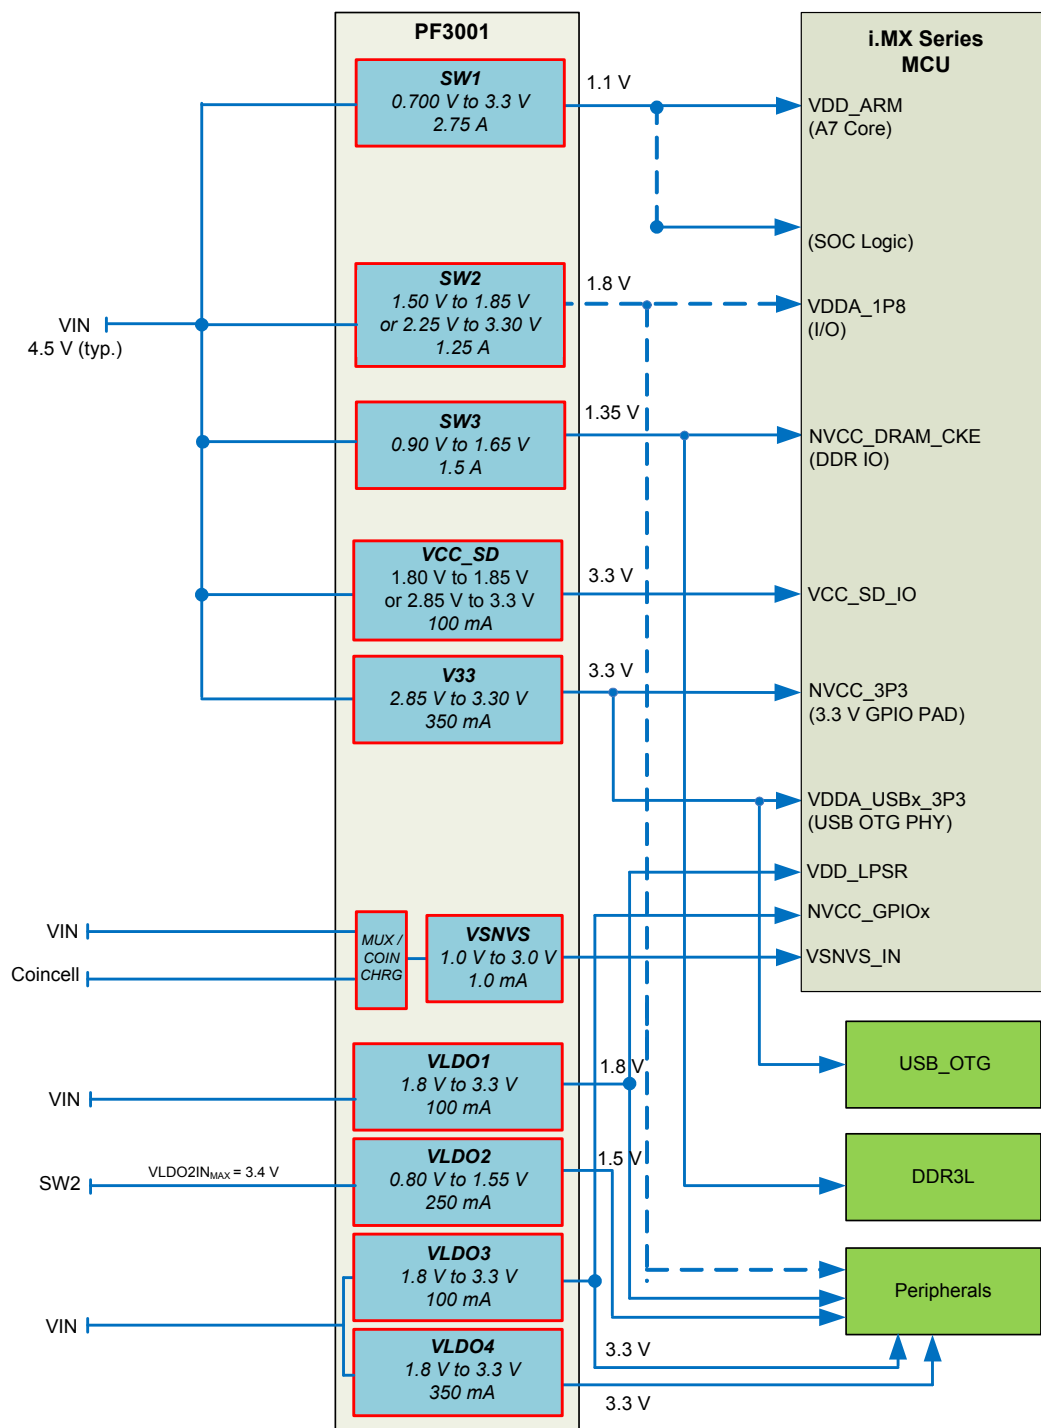 PF3001
i.MX Series
MCU
SW1
0.700 V to 3.3 V
2.75 A
1.1 V
VDD_ARM
(A7 Core)
(SOC Logic)
SW2
1.50 V to 1.85 V
or 2.25 V to 3.30 V
1.25 A
1.8 V
VDDA_1P8
(I/O)
VIN
4.5 V (typ.)
SW3
0.90 V to 1.65 V
1.5 A
1.35 V
NVCC_DRAM_CKE
(DDR IO)
VCC_SD
1.80 V to 1.85 V
or 2.85 V to 3.3 V
100 mA
3.3 V
VCC_SD_IO
V33
2.85 V to 3.30 V
350 mA
3.3 V
NVCC_3P3
(3.3 V GPIO PAD)
VDDA_USBx_3P3
(USB OTG PHY)
VDD_LPSR
NVCC_GPIOx
VSNVS_IN
VIN
Coincell
MUX /
COIN
CHRG
VSNVS
1.0 V to 3.0 V
1.0 mA
USB_OTG
VIN
VLDO1
1.8 V to 3.3 V
100 mA
1.8 V
SW2
VLDO2INMAX = 3.4 V
VLDO2
0.80 V to 1.55 V
250 mA
1.5 V
DDR3L
VLDO3
1.8 V to 3.3 V
100 mA
Peripherals
VIN
VLDO4
1.8 V to 3.3 V
350 mA
3.3 V
3.3 V